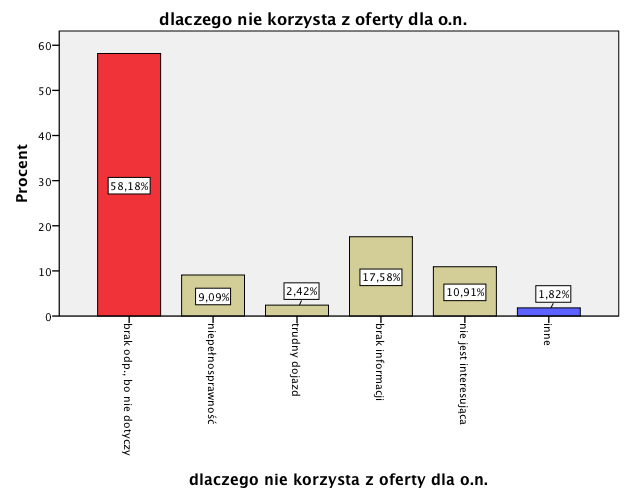 dlaczego nie korzysta z oferty dla o.n.
60
50
40
30
20
10
0
Procent
58,18%
9,09%
2,42%
17,58%
10,91%
1,82%
brak odp., bo nie dotyczy
niepełnosprawność
trudny dojazd
brak informacji
nie jest interesująca
inne
dlaczego nie korzysta z oferty dla o.n.